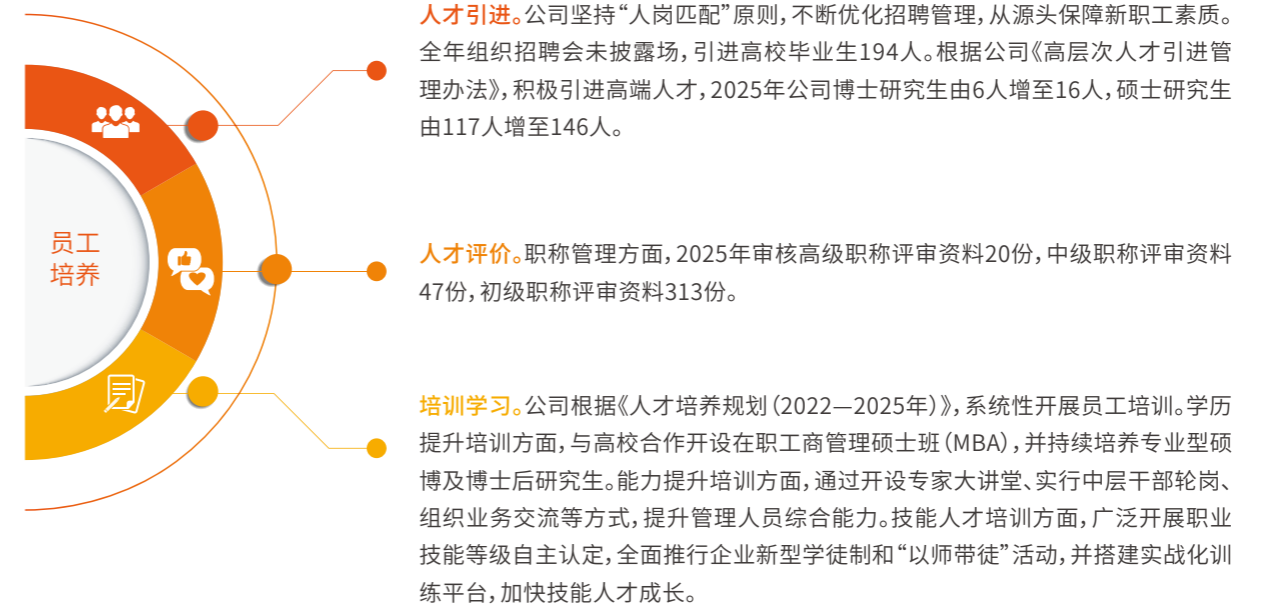 员工
培养
人才引进。公司坚持“人岗匹配”原则,不断优化招聘管理,从源头保障新职工素质。
全年组织招聘会未披露场,引进高校毕业生194人。根据公司《高层次人才引进管
理办法》,积极引进高端人才,2025年公司博士研究生由6人增至16人,硕士研究生
由117人增至146人。
人才评价。职称管理方面,2025年审核高级职称评审资料20份,中级职称评审资料
47份,初级职称评审资料313份。
培训学习。公司根据《人才培养规划(2022—2025年)》,系统性开展员工培训。学历
提升培训方面,与高校合作开设在职工商管理硕士班(MBA),并持续培养专业型硕
博及博士后研究生。能力提升培训方面,通过开设专家大讲堂、实行中层干部轮岗、
组织业务交流等方式,提升管理人员综合能力。技能人才培训方面,广泛开展职业
技能等级自主认定,全面推行企业新型学徒制和“以师带徒”活动,并搭建实战化训
练平台,加快技能人才成长。